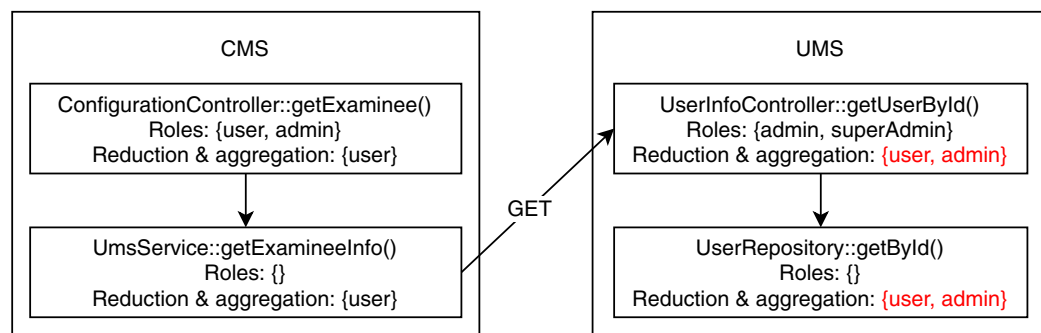 CMS
ConfigurationController::getExaminee()
Roles: {user, admin}
Reduction & aggregation: {user}
UmsService::getExamineeInfo()
Roles: {}
Reduction & aggregation: {user}
GET
UMS
UserInfoController::getUserById()
Roles: {admin, superAdmin}
Reduction & aggregation: {user, admin}
UserRepository::getById()
Roles: {}
Reduction & aggregation: {user, admin}